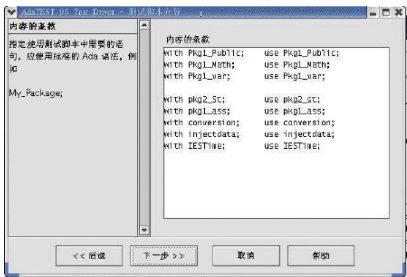 AdaTEST 95 Test Driver - 测试脚本向导
内容的条款
指定使用测试脚本中需要的语
句，应使用标准的 Ada 语法，例
如
My_Package;
内容的条款
with Pkg1_Public; use Pkg1_Public;
with Pkg1_Math; use Pkg1_Math;
with Pkg1_var; use Pkg1_var;
with pkg2_St; use pkg2_St;
with pkg1_ass; use pkg1_ass;
with conversion; use conversion;
with injectdata; use injectdata;
with IESTime; use IESTime;
<< 后退 下一步 >> 取消 帮助